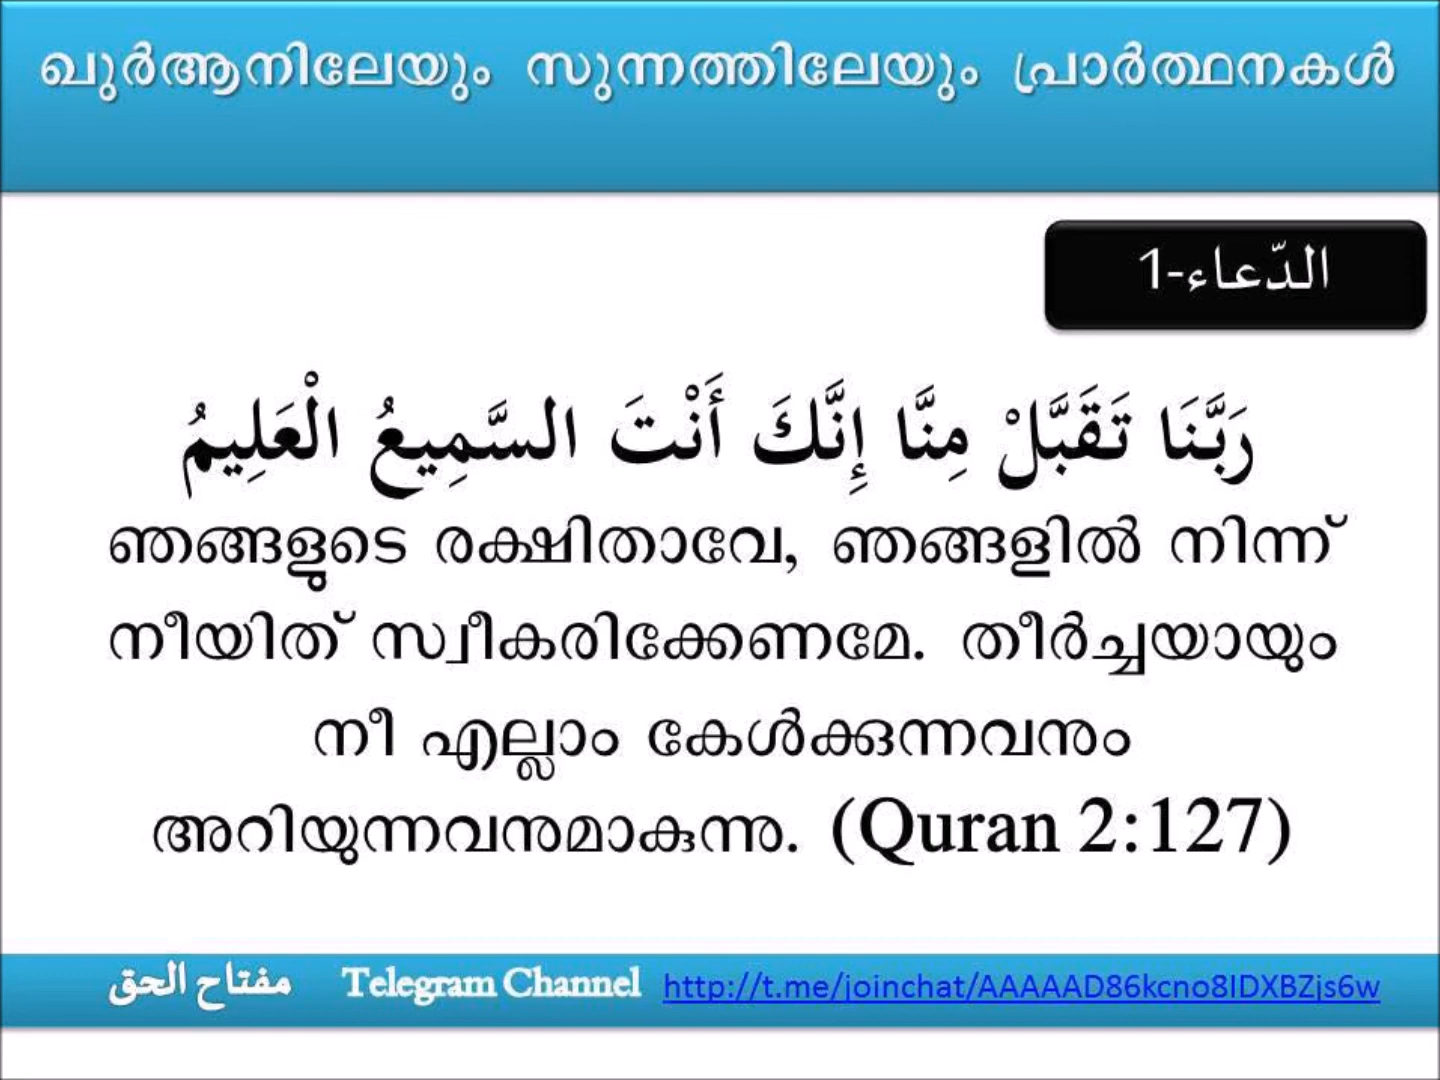 ഖുർആനിലേയും സുന്നത്തിലേയും പ്രാർത്ഥനകൾ
الدّعاء-1
رَبَّنَا تَقَبَّلْ مِنَّا إِنَّكَ أَنْتَ السَّمِيعُ الْعَلِيمُ
ഞങ്ങളുടെ രക്ഷിതാവേ, ഞങ്ങളിൽ നിന്ന്
നീയിത് സ്വീകരിക്കേണമേ. തീർച്ചയായും
നീ എല്ലാം കേൾക്കുന്നവനും
അറിയുന്നവനുമാകുന്നു. (Quran 2:127)
مفتاح الحق Telegram Channel http://t.me/joinchat/AAAAAD86kcno8IDXBZjs6w